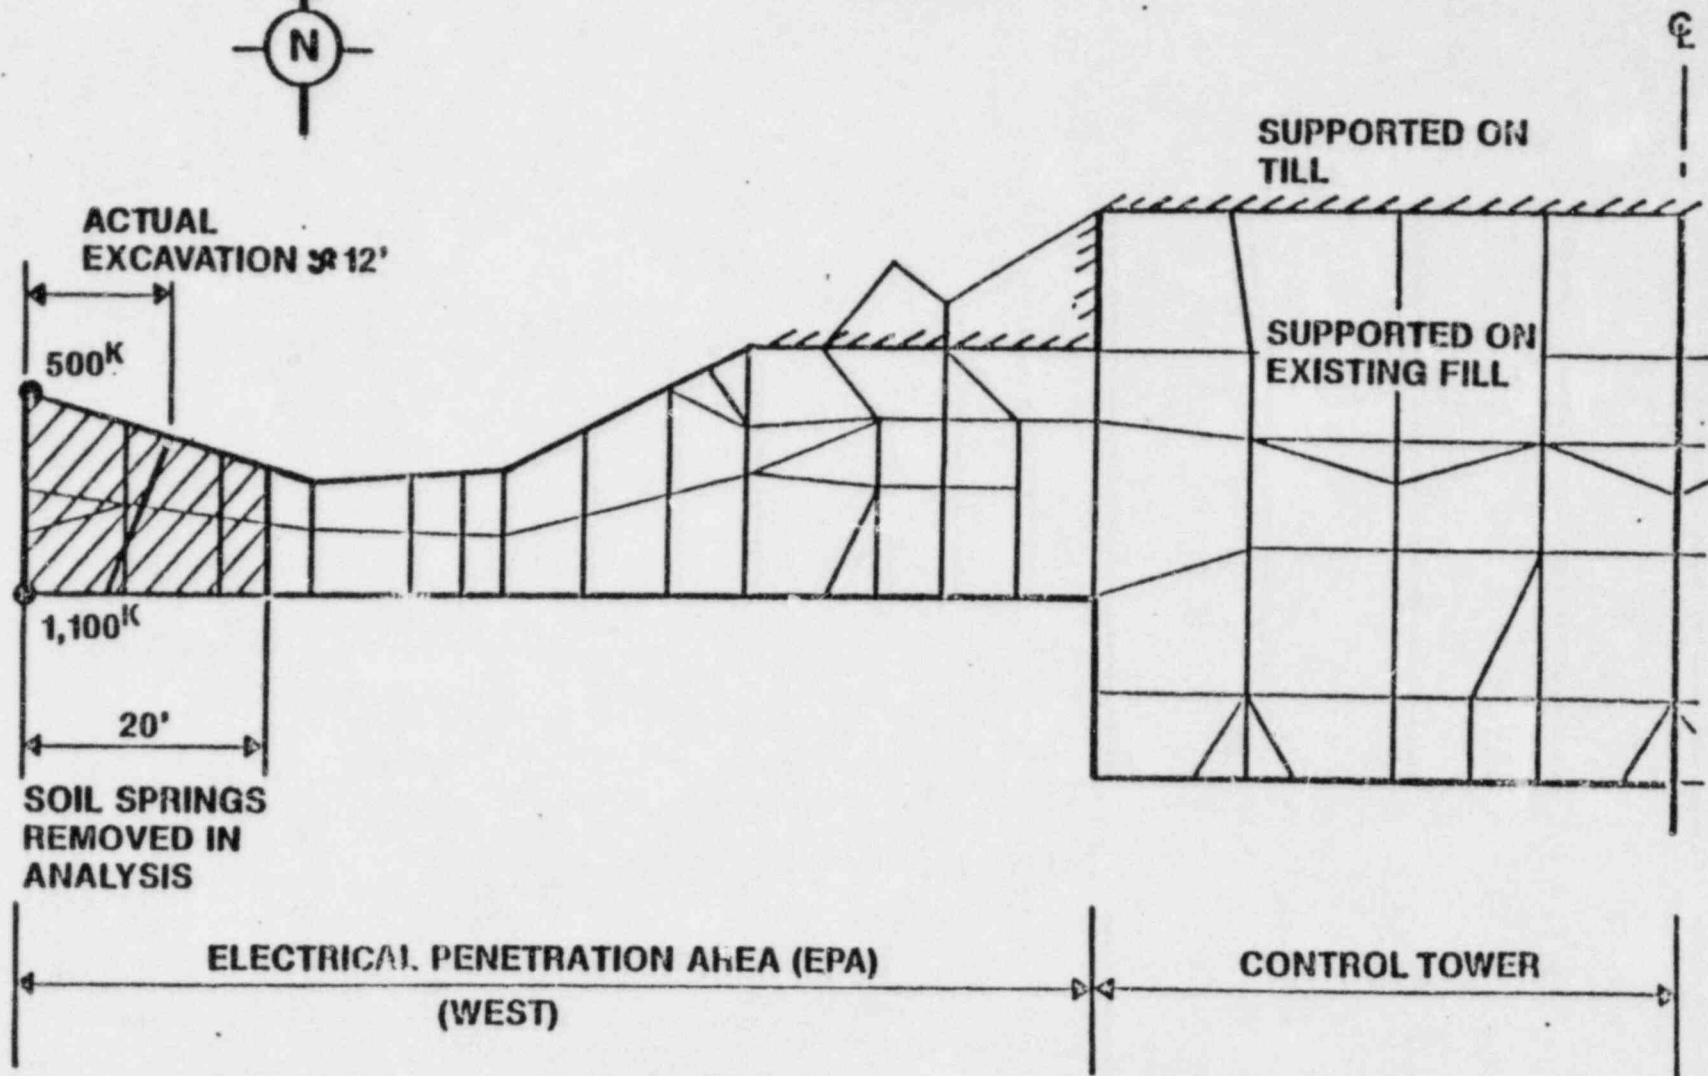 N
℄
SUPPORTED ON
TILL
ACTUAL
EXCAVATION ≈ 12'
500K
SUPPORTED ON
EXISTING FILL
1,100K
20'
SOIL SPRINGS
REMOVED IN
ANALYSIS
ELECTRICAL PENETRATION AREA (EPA)
(WEST)
CONTROL TOWER